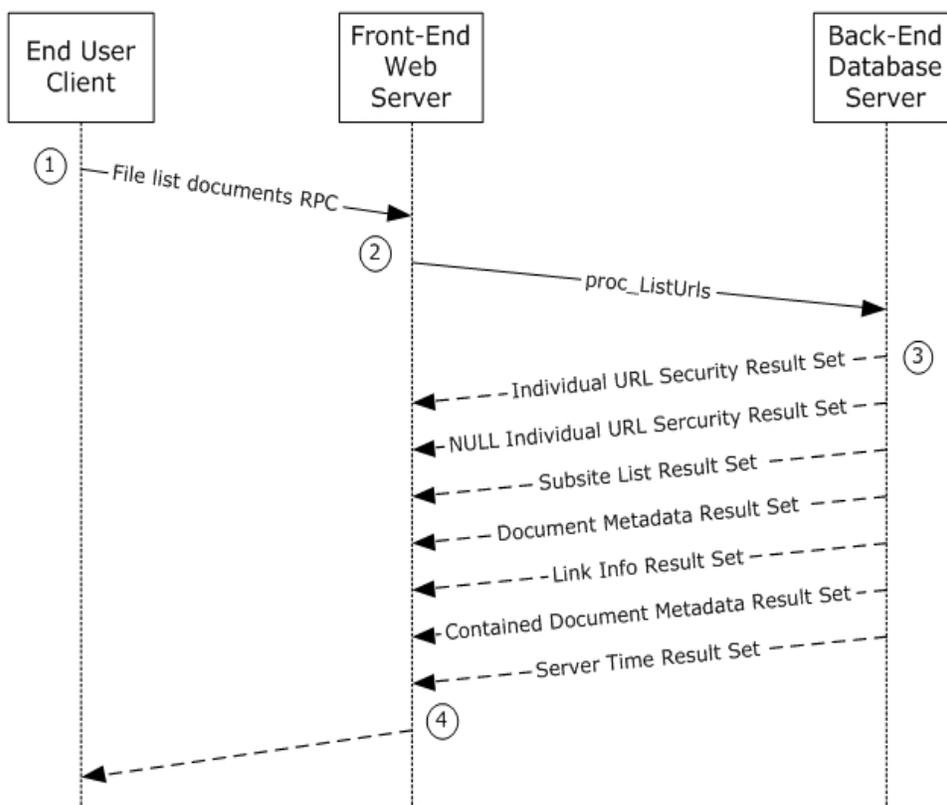 End User
Client
Front-End
Web
Server
Back-End
Database
Server
1
File list documents RPC
2
proc_ListUrls
3
Individual URL Security Result Set
NULL Individual URL Sercurity Result Set
Subsite List Result Set
Document Metadata Result Set
Link Info Result Set
Contained Document Metadata Result Set
Server Time Result Set
4